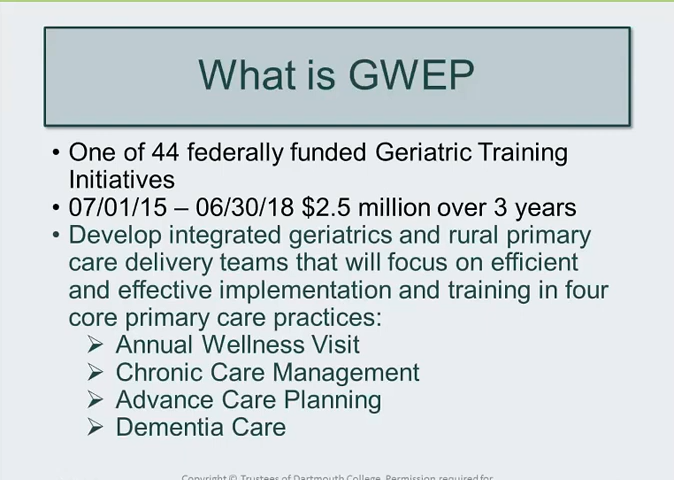 What is GWEP
• One of 44 federally funded Geriatric Training
Initiatives
• 07/01/15 – 06/30/18 $2.5 million over 3 years
• Develop integrated geriatrics and rural primary
care delivery teams that will focus on efficient
and effective implementation and training in four
core primary care practices:
➢ Annual Wellness Visit
➢ Chronic Care Management
➢ Advance Care Planning
➢ Dementia Care
Copyright © Trustees of Dartmouth College. Permission required for